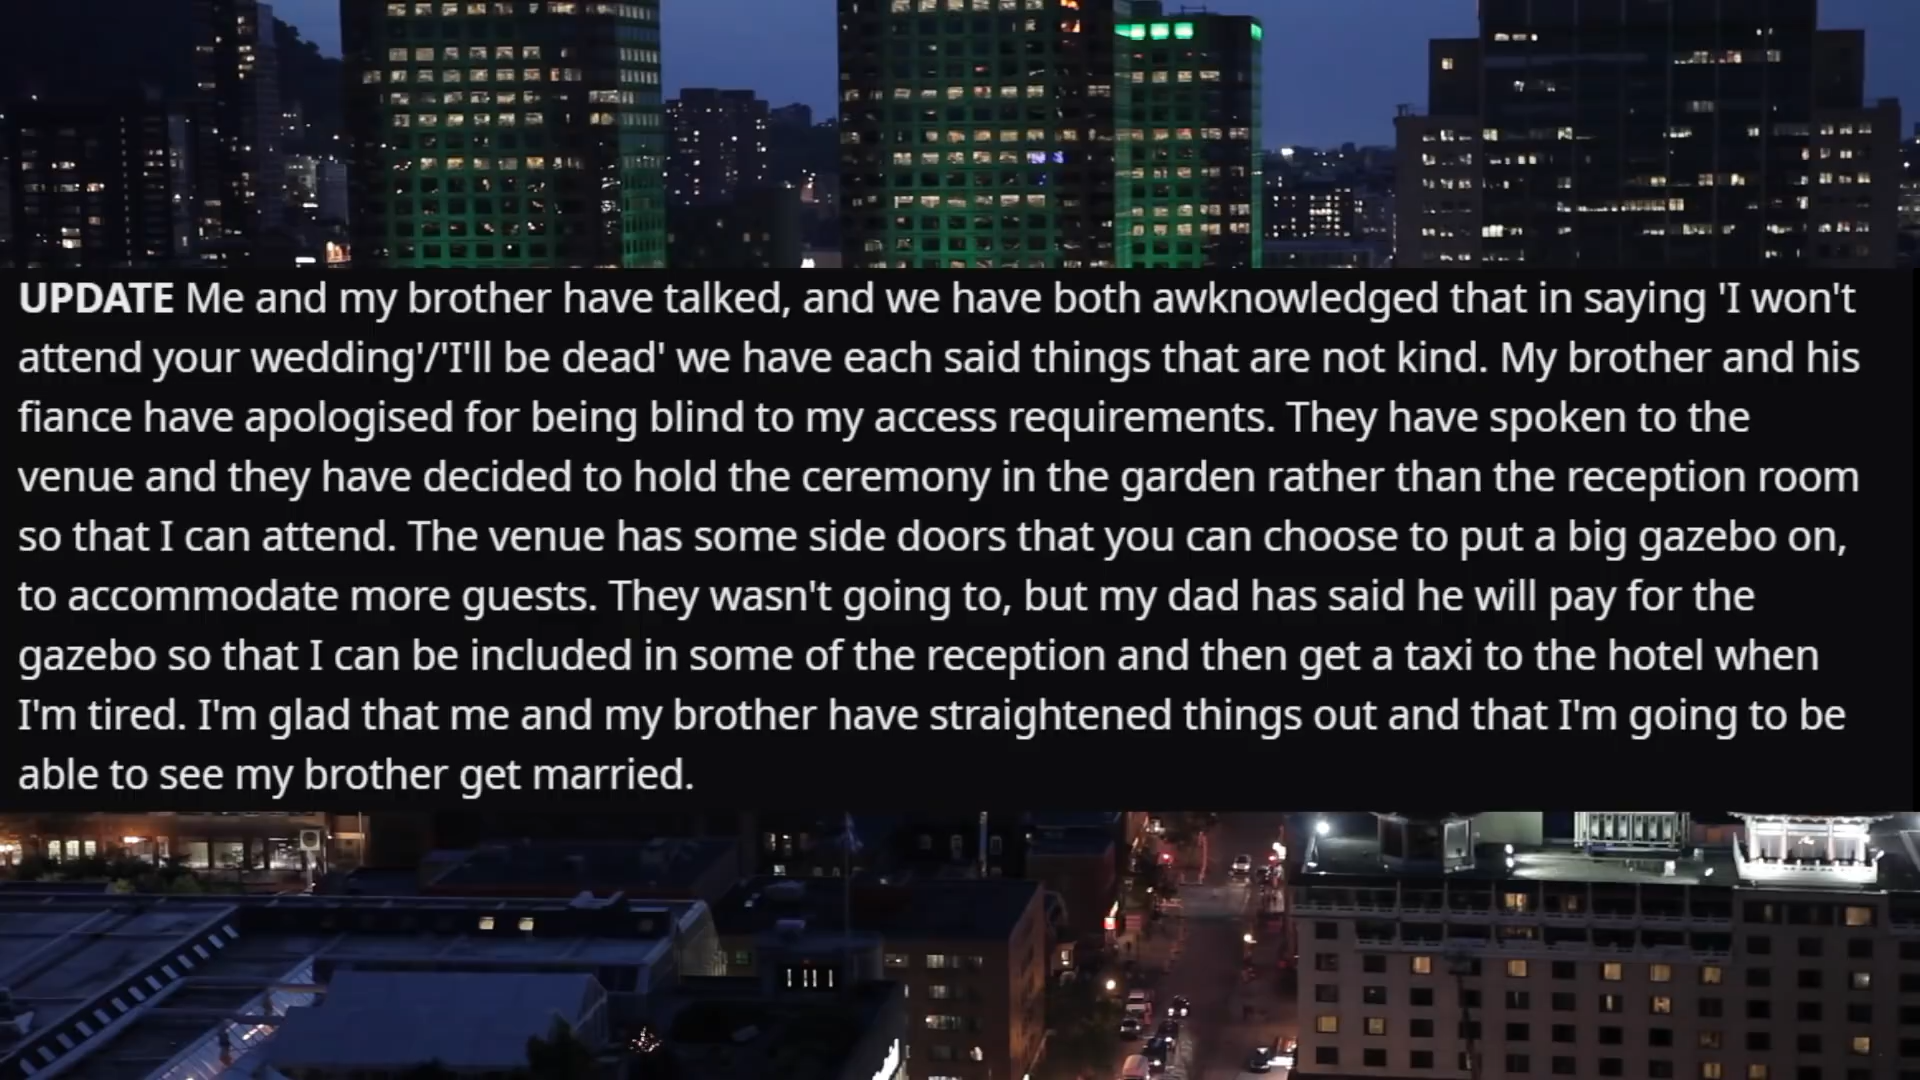 UPDATE Me and my brother have talked, and we have both awknowledged that in saying 'I won't
attend your wedding'/'I'll be dead' we have each said things that are not kind. My brother and his
fiance have apologised for being blind to my access requirements. They have spoken to the
venue and they have decided to hold the ceremony in the garden rather than the reception room
so that I can attend. The venue has some side doors that you can choose to put a big gazebo on,
to accommodate more guests. They wasn't going to, but my dad has said he will pay for the
gazebo so that I can be included in some of the reception and then get a taxi to the hotel when
I'm tired. I'm glad that me and my brother have straightened things out and that I'm going to be
able to see my brother get married.